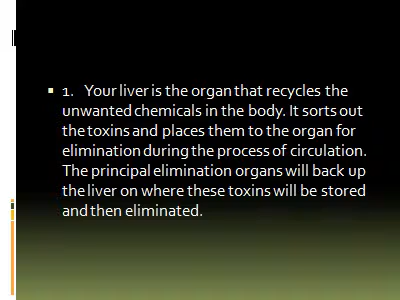 ▪ 1. Your liver is the organ that recycles the
unwanted chemicals in the body. It sorts out
the toxins and places them to the organ for
elimination during the process of circulation.
The principal elimination organs will back up
the liver on where these toxins will be stored
and then eliminated.